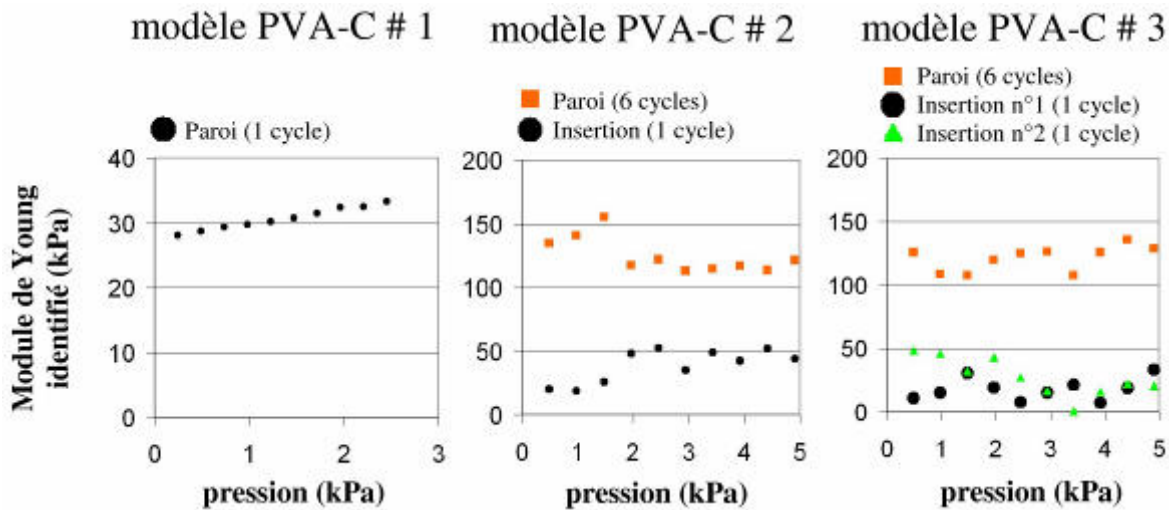 modèle PVA-C # 1
modèle PVA-C # 2
modèle PVA-C # 3
Paroi (1 cycle)
Paroi (6 cycles)
Insertion (1 cycle)
Paroi (6 cycles)
Insertion n°1 (1 cycle)
Insertion n°2 (1 cycle)
Module de Young
identifié (kPa)
40
30
20
10
0
0 1 2 3
pression (kPa)
200
150
100
50
0
0 1 2 3 4 5
pression (kPa)
200
150
100
50
0
0 1 2 3 4 5
pression (kPa)